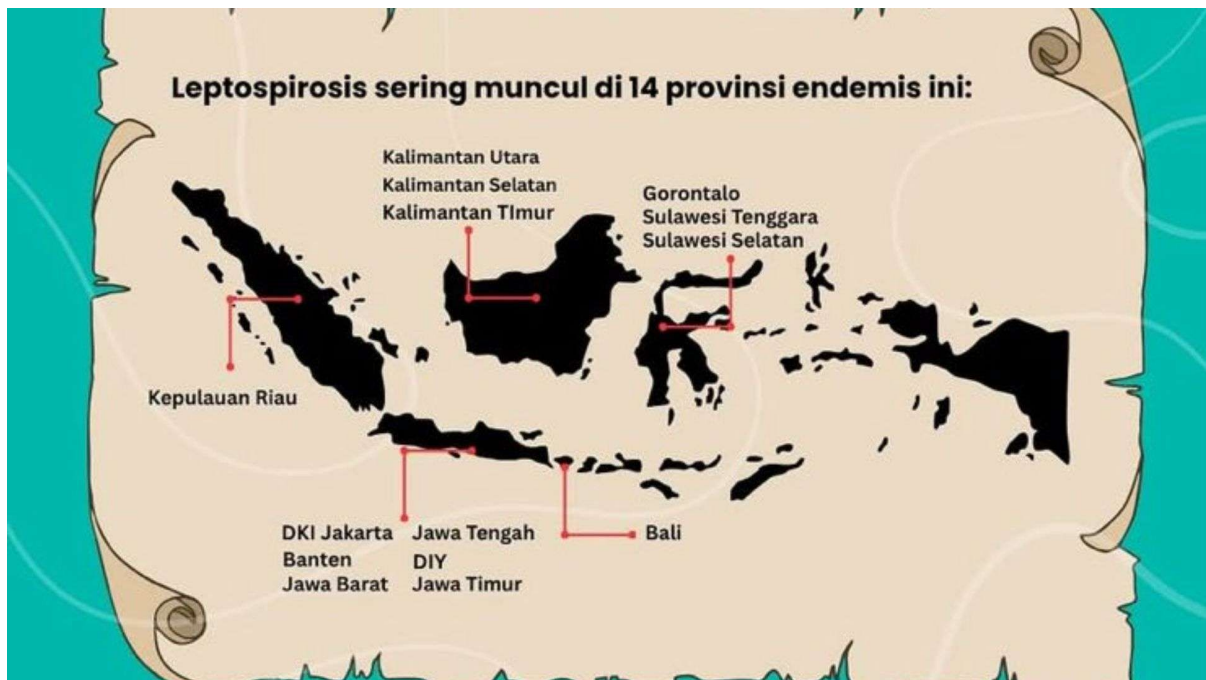 Leptospirosis sering muncul di 14 provinsi endemis ini:
Kalimantan Utara
Kalimantan Selatan
Kalimantan TImur
Gorontalo
Sulawesi Tenggara
Sulawesi Selatan
Kepulauan Riau
DKI Jakarta
Banten
Jawa Barat
Jawa Tengah
DIY
Jawa Timur
Bali